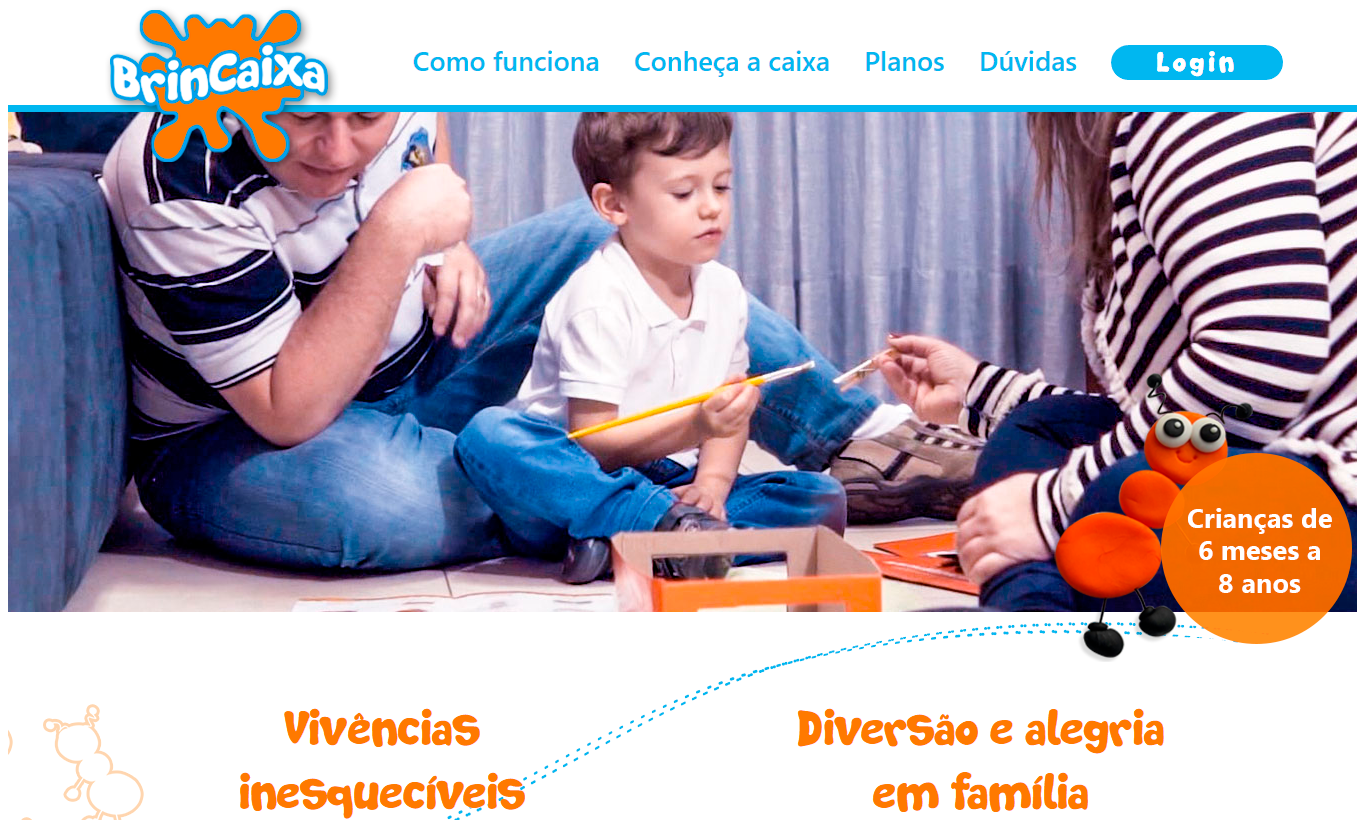 BrinCaixa
Como funciona
Conheça a caixa
Planos
Dúvidas
Login
Crianças de
6 meses a
8 anos
Vivências
inesquecíveis
Diversão e alegria
em família